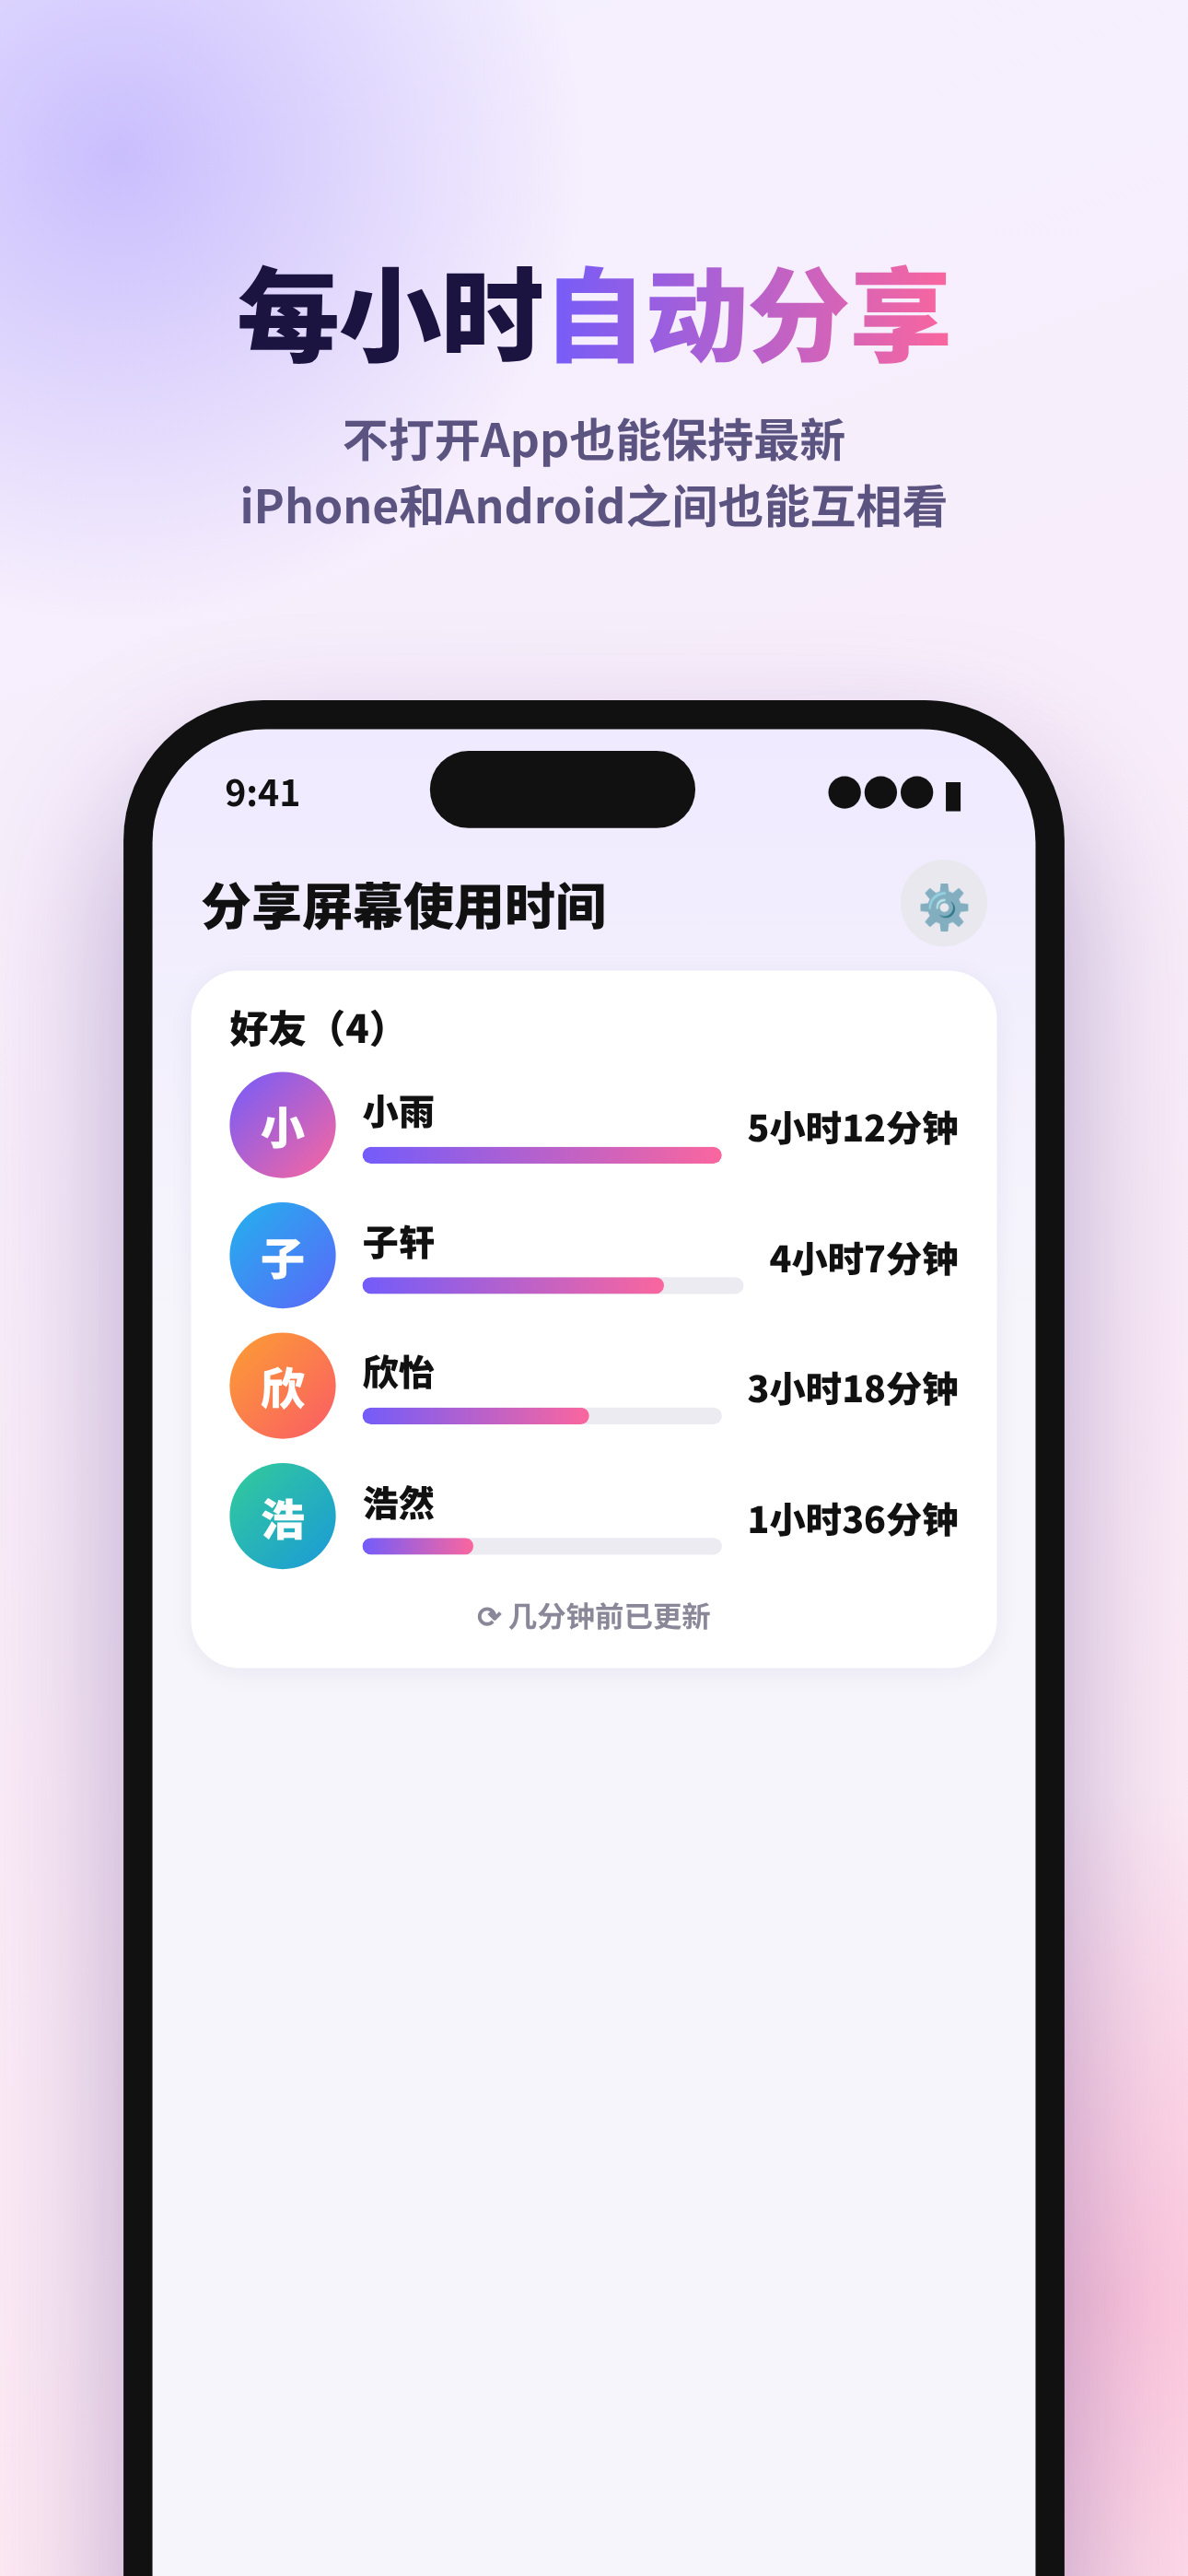 每小时自动分享
不打开App也能保持最新
iPhone和Android之间也能互相看
9:41
分享屏幕使用时间
好友（4）
小
小雨
5小时12分钟
子
子轩
4小时7分钟
欣
欣怡
3小时18分钟
浩
浩然
1小时36分钟
⟳ 几分钟前已更新